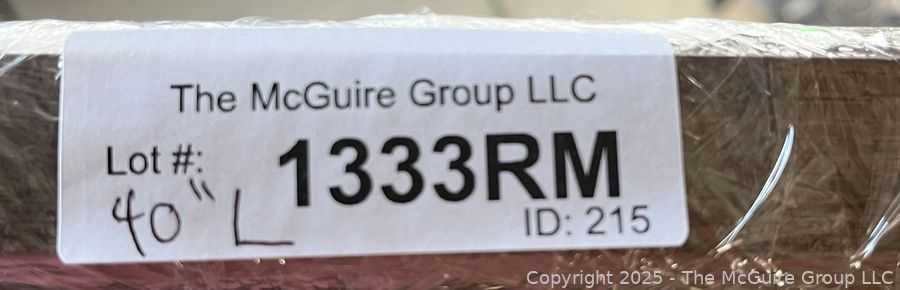 The McGuire Group LLC
Lot #: 1333RM
40" L
ID: 215
Copyright 2025 - The McGuire Group LLC